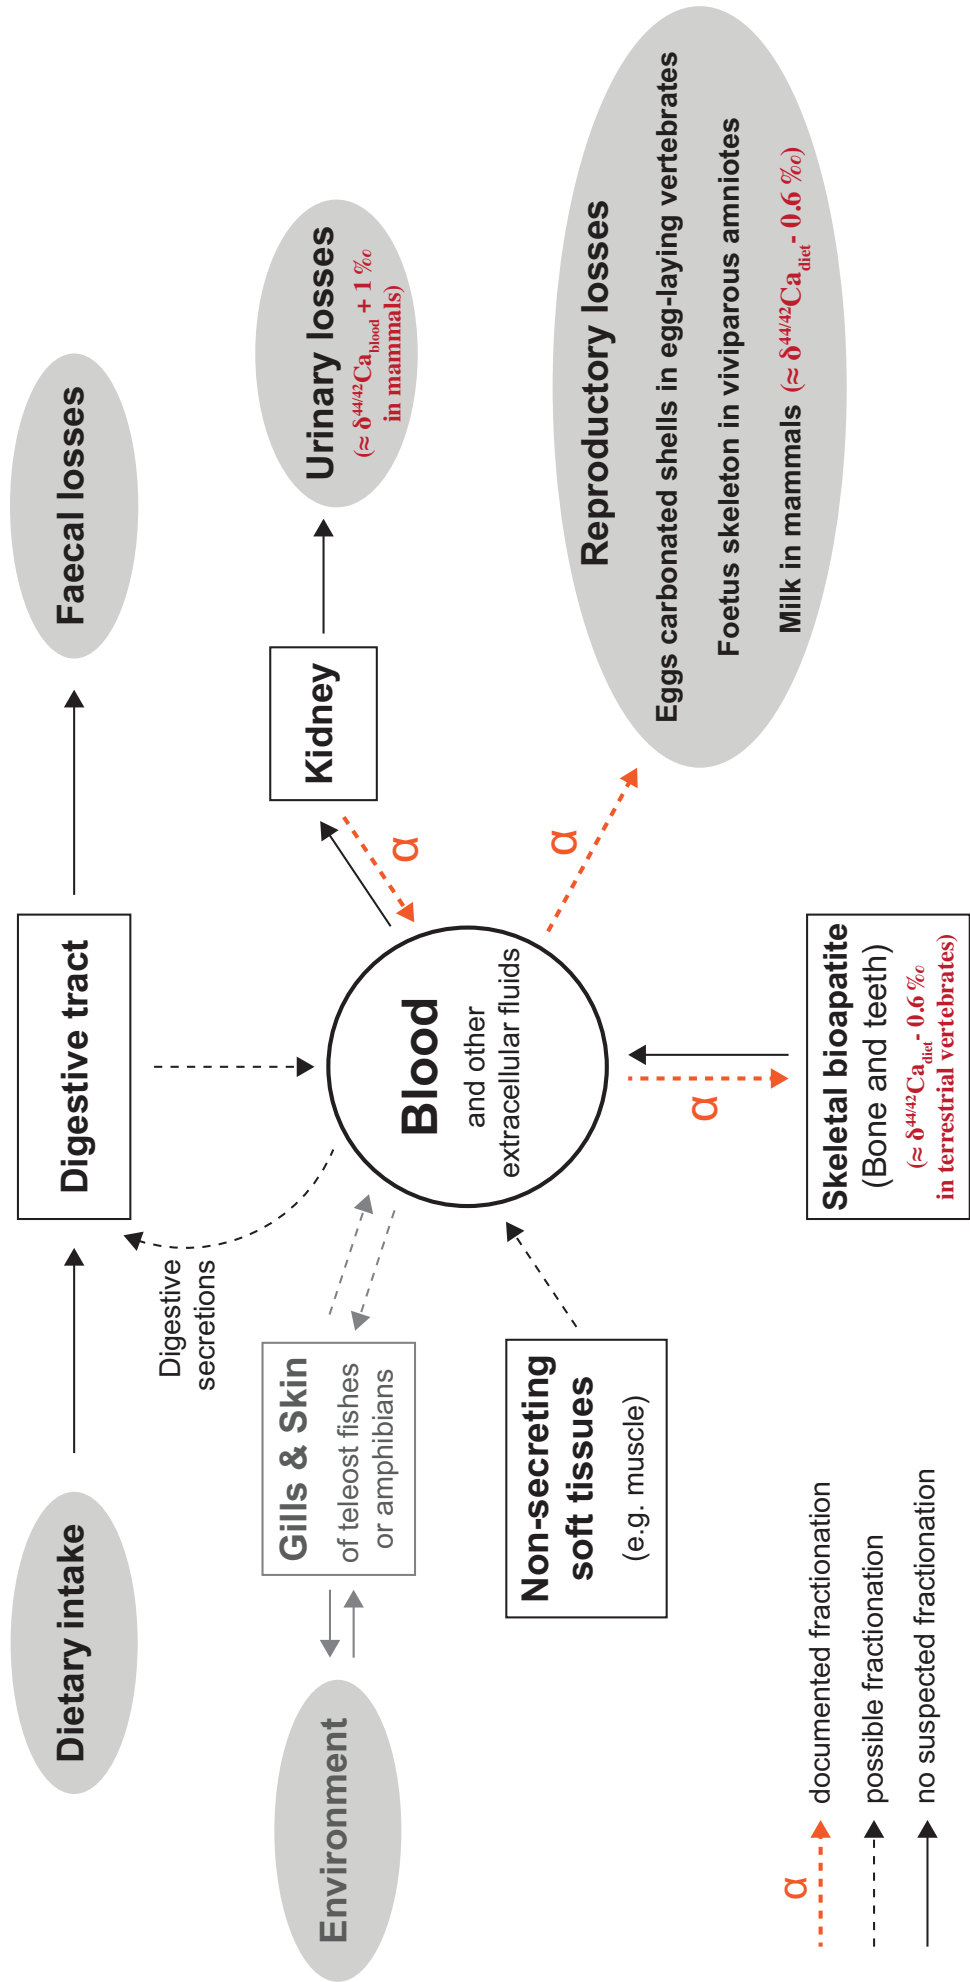 Dietary intake
Digestive tract
Faecal losses
Digestive
secretions
Environment
Gills & Skin
of teleost fishes
or amphibians
Kidney
Urinary losses
(≈ δ44/42Cablood + 1 ‰
in mammals)
α
Blood
and other
extracellular fluids
α
Non-secreting
soft tissues
(e.g. muscle)
Reproductory losses
Eggs carbonated shells in egg-laying vertebrates
Foetus skeleton in viviparous amniotes
Milk in mammals (≈ δ44/42Cadiet- 0.6 ‰)
α
Skeletal bioapatite
(Bone and teeth)
(≈ δ44/42Cadiet- 0.6 ‰
in terrestrial vertebrates)
α
documented fractionation
possible fractionation
no suspected fractionation